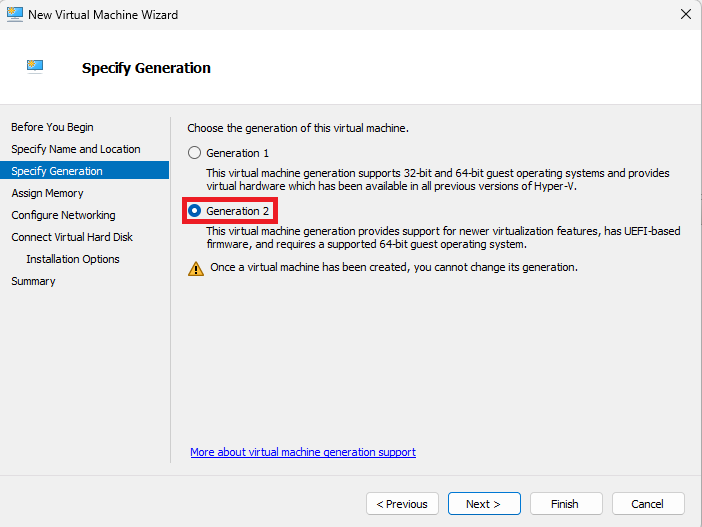 New Virtual Machine Wizard
Specify Generation
Before You Begin
Specify Name and Location
Specify Generation
Assign Memory
Configure Networking
Connect Virtual Hard Disk
Installation Options
Summary
Choose the generation of this virtual machine.
Generation 1
This virtual machine generation supports 32-bit and 64-bit guest operating systems and provides
virtual hardware which has been available in all previous versions of Hyper-V.
Generation 2
This virtual machine generation provides support for newer virtualization features, has UEFI-based
firmware, and requires a supported 64-bit guest operating system.
Once a virtual machine has been created, you cannot change its generation.
More about virtual machine generation support
< Previous
Next >
Finish
Cancel